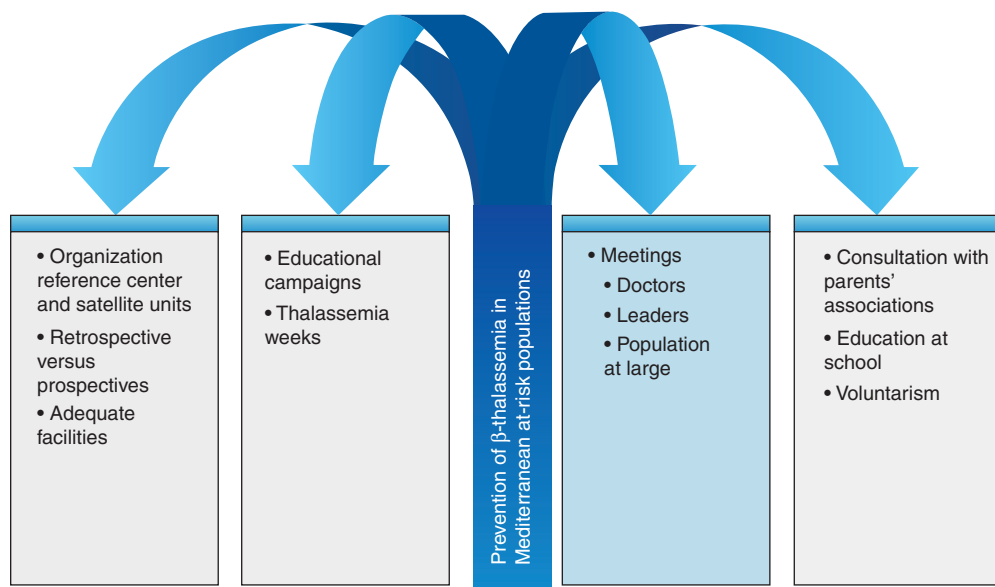 • Organization
reference center
and satellite units
• Retrospective
versus
prospectives
• Adequate
facilities
• Educational
campaigns
• Thalassemia
weeks
Prevention of β-thalassemia in
Mediterranean at-risk populations
• Meetings
• Doctors
• Leaders
• Population
at large
• Consultation with
parents'
associations
• Education at
school
• Voluntarism